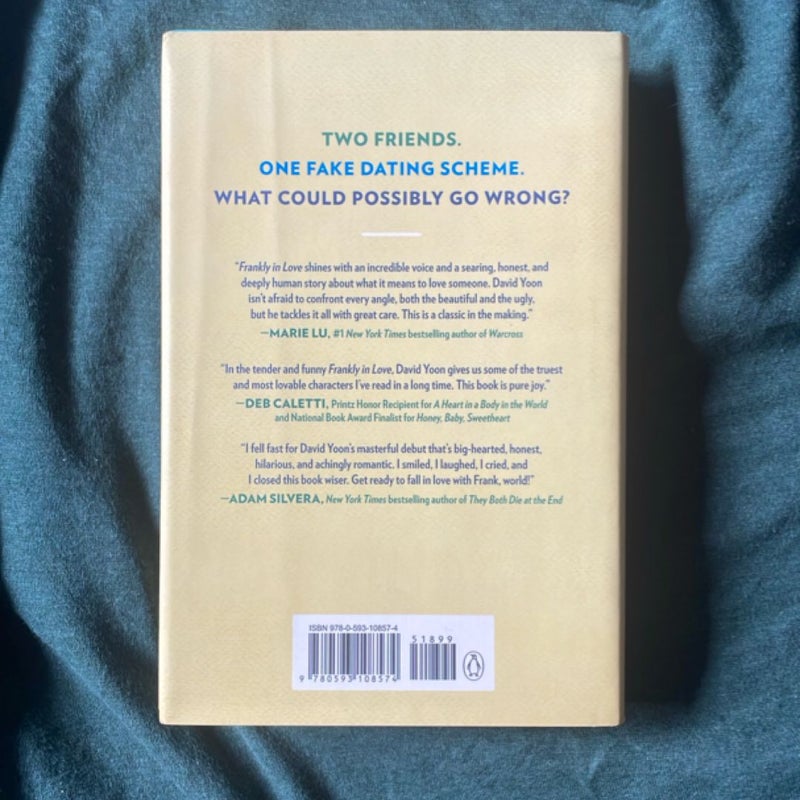 TWO FRIENDS.
ONE FAKE DATING SCHEME.
WHAT COULD POSSIBLY GO WRONG?
"Frankly in Love shines with an incredible voice and a searing, honest, and
deeply human story about what it means to love someone. David Yoon
isn't afraid to confront every angle, both the beautiful and the ugly,
but he tackles it all with great care. This is a classic in the making."
—MARIE LU, #1 New York Times bestselling author of Warcross
"In the tender and funny Frankly in Love, David Yoon gives us some of the truest
and most lovable characters I've read in a long time. This book is pure joy."
—DEB CALETTI, Printz Honor Recipient for A Heart in a Body in the World
and National Book Award Finalist for Honey, Baby, Sweetheart
"I fell fast for David Yoon's masterful debut that's big-hearted, honest,
hilarious, and achingly romantic. I smiled, I laughed, I cried, and
I closed this book wiser. Get ready to fall in love with Frank, world!"
—ADAM SILVERA, New York Times bestselling author of They Both Die at the End
ISBN 978-0-593-10857-4
51899
9 780593 108574